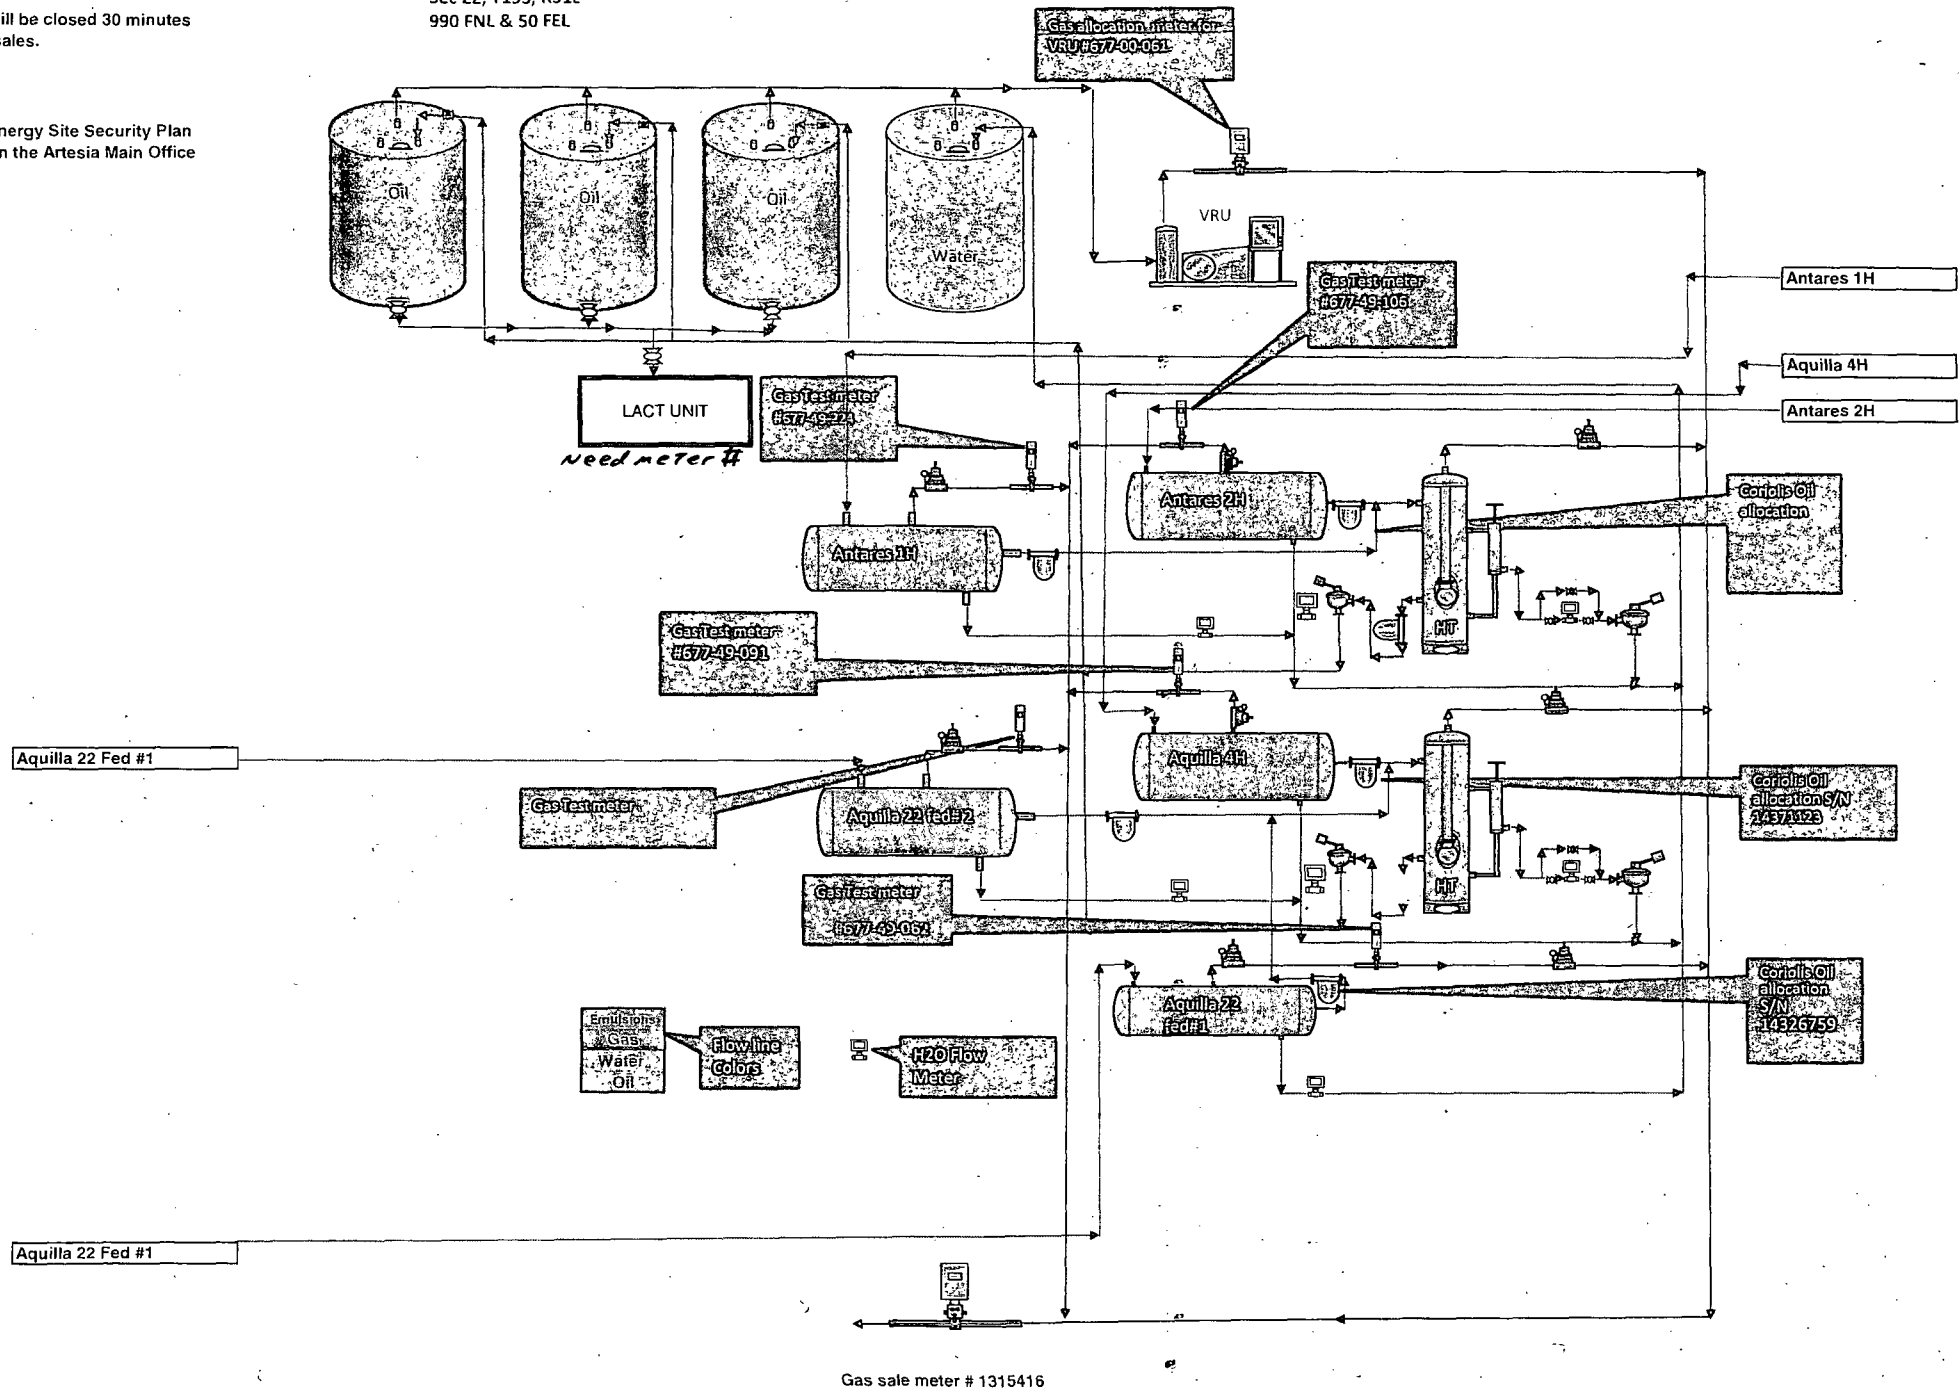 ill be closed 30 minutes
sales.
990 FNL & 50 FEL
nergy Site Security Plan
n the Artesia Main Office
Gas allocation meter for
VRU #677-00-061
Oil
Oil
Oil
Water
VRU
Gas Test meter
#677-49-106
Antares 1H
Aquilla 4H
Antares 2H
LACT UNIT
Need meter #
Gas Test meter
#677-49-224
Antares 2H
Coriolis Oil
allocation
Antares 1H
HT
Gas Test meter
#677-49-091
Aquilla 22 Fed #1
Gas Test meter
Aquilla 4H
Aquilla 22 fed# 2
Coriolis Oil
allocation S/N
14371123
HT
Gas Test meter
#677-49-062
Aquilla 22
fed#1
Coriolis Oil
allocation
S/N
14326759
Emulsions
Gas
Water
Oil
Flow line
Colors
H2O Flow
Meter
Aquilla 22 Fed #1
Gas sale meter # 1315416